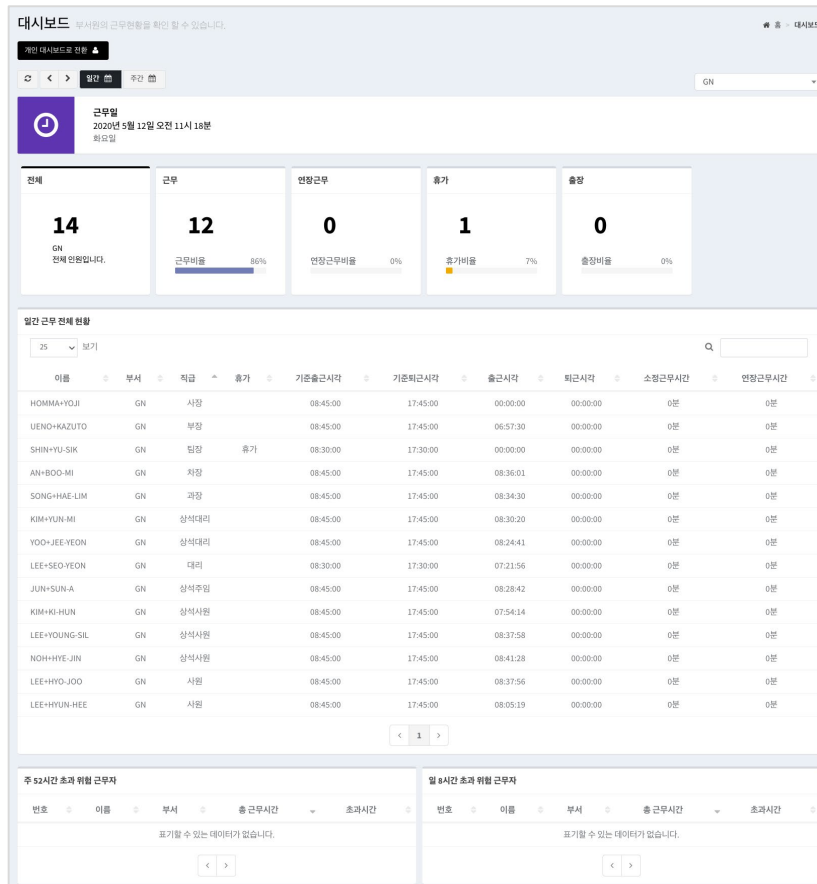 대시보드 부서원의 근무현황을 확인 할 수 있습니다.
홈 > 대시보드
개인 대시보드로 전환
일간 주간
GN
근무일
2020년 5월 12일 오전 11시 18분
화요일
전체 근무 연장근무 휴가 출장
14 12 0 1 0
GN
전체 인원입니다.
근무비율 86% 연장근무비율 0% 휴가비율 7% 출장비율 0%
일간 근무 전체 현황
25 보기
이름 부서 직급 휴가 기준출근시각 기준퇴근시각 출근시각 퇴근시각 소정근무시간 연장근무시간
HOMMA+YOJI GN 사장 08:45:00 17:45:00 00:00:00 00:00:00 0분 0분
UENO+KAZUTO GN 부장 08:45:00 17:45:00 06:57:30 00:00:00 0분 0분
SHIN+YU-SIK GN 팀장 휴가 08:30:00 17:30:00 00:00:00 00:00:00 0분 0분
AN+BOO-MI GN 차장 08:45:00 17:45:00 08:36:01 00:00:00 0분 0분
SONG+HAE-LIM GN 과장 08:45:00 17:45:00 08:34:30 00:00:00 0분 0분
KIM+YUN-MI GN 상석대리 08:45:00 17:45:00 08:30:20 00:00:00 0분 0분
YOO+JEE-YEON GN 상석대리 08:45:00 17:45:00 08:24:41 00:00:00 0분 0분
LEE+SEO-YEON GN 대리 08:30:00 17:30:00 07:21:56 00:00:00 0분 0분
JUN+SUN-A GN 상석주임 08:45:00 17:45:00 08:28:42 00:00:00 0분 0분
KIM+KI-HUN GN 상석사원 08:45:00 17:45:00 07:54:14 00:00:00 0분 0분
LEE+YOUNG-SIL GN 상석사원 08:45:00 17:45:00 08:37:58 00:00:00 0분 0분
NOH+HYE-JIN GN 상석사원 08:45:00 17:45:00 08:41:28 00:00:00 0분 0분
LEE+HYO-JOO GN 사원 08:45:00 17:45:00 08:37:56 00:00:00 0분 0분
LEE+HYUN-HEE GN 사원 08:45:00 17:45:00 08:05:19 00:00:00 0분 0분
< 1 >
주 52시간 초과 위험 근무자
번호 이름 부서 총 근무시간 초과시간
표기할 수 있는 데이터가 없습니다.
< >
일 8시간 초과 위험 근무자
번호 이름 부서 총 근무시간 초과시간
표기할 수 있는 데이터가 없습니다.
< >